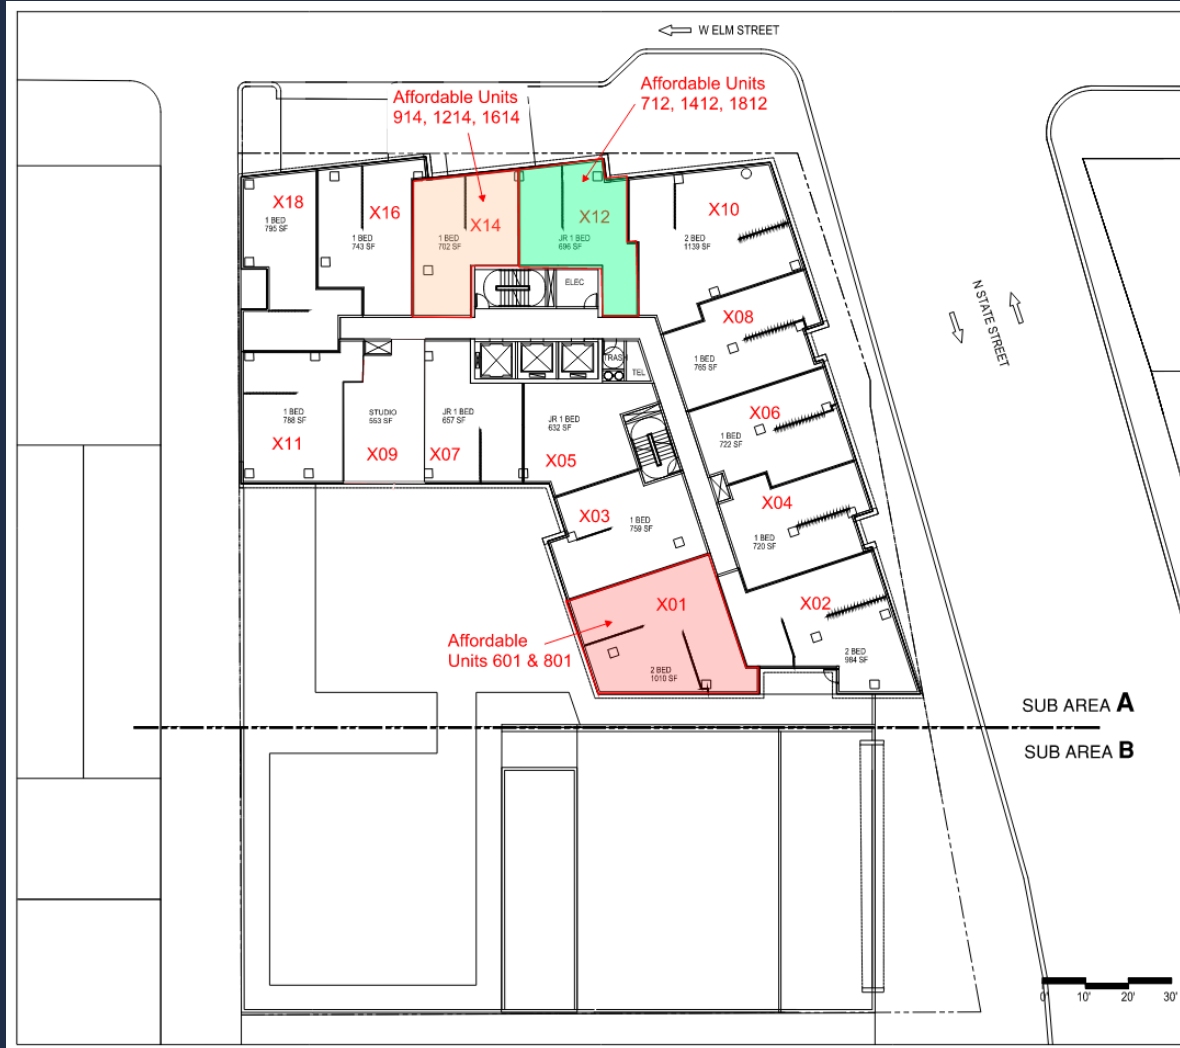 W ELM STREET
Affordable Units
914, 1214, 1614
Affordable Units
712, 1412, 1812
X18
1 BED
795 SF
X16
1 BED
743 SF
X14
1 BED
702 SF
X12
JR 1 BED
696 SF
X10
2 BED
1139 SF
ELEC
N STATE STREET
X08
1 BED
765 SF
TRAS
TEL
1 BED
788 SF
X11
STUDIO
553 SF
X09
JR 1 BED
657 SF
X07
JR 1 BED
632 SF
X05
X06
1 BED
722 SF
X04
1 BED
720 SF
X03
1 BED
759 SF
X01
2 BED
1010 SF
X02
2 BED
984 SF
Affordable
Units 601 & 801
SUB AREA A
SUB AREA B
0' 10' 20' 30'